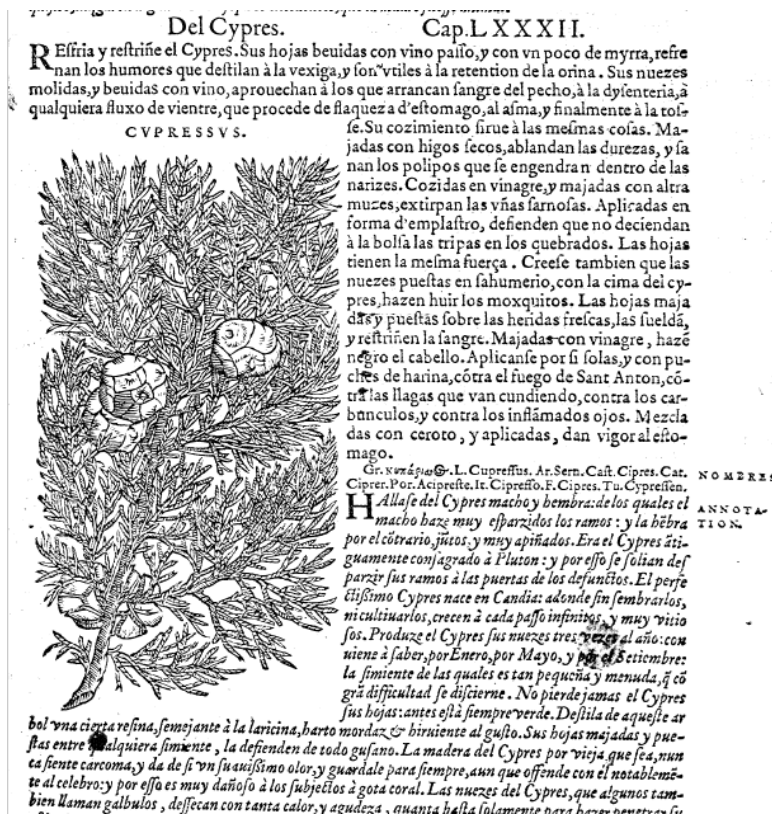 Del Cypres. Cap. LXXXII.
REſtria y reſtriñe el Cypres. Sus hojas beuidas con vino paſſo, y con vn poco de myrra, refre
nan los humores que deſtilan à la vexiga, y ſon vtiles à la retention de la orina. Sus nuezes
molidas, y beuidas con vino, aprouechan à los que arrancan ſangre del pecho, à la dyſenteria, à
qualquiera fluxo de vientre, que procede de flaqueza d'eſtomago, al aſma, y finalmente à la toſ-
CVPRESSVS.
ſe. Su cozimiento ſirue à las meſmas coſas. Ma-
jadas con higos ſecos, ablandan las durezas, y ſa
nan los polipos que ſe engendran dentro de las
narizes. Cozidas en vinagre, y majadas con altra
muzes, extirpan las vñas ſarnoſas. Aplicadas en
forma d'emplaſtro, defienden que no deciendan
à la bolſa las tripas en los quebrados. Las hojas
tienen la meſma fuerça. Creeſe tambien que las
nuezes pueſtas en ſahumerio, con la cima del cy-
pres, hazen huir los moxquitos. Las hojas maja
das y pueſtas ſobre las heridas freſcas, las ſueldā,
y reſtriñen la ſangre. Majadas con vinagre, hazē
negro el cabello. Aplicanſe por ſi ſolas, y con pu-
ches de harina, cōtra el fuego de Sant Anton, cō-
tra las llagas que van cundiendo, contra los car-
bunculos, y contra los inflāmados ojos. Mezcla
das con ceroto, y aplicadas, dan vigor al eſto-
mago.
Gr. L. Cupreſſus. Ar. Sern. Caſt. Cipres. Cat.
Ciprer. Por. Acipreſte. It. Cipreſſo. F. Cipres. Tu. Cypreſſen.
NOMBRES
HAllaſe del Cypres macho y hembra: de los quales el
macho haze muy eſparzidos los ramos: y la hēbra
ANNOTA-
TION.
por el cōtrario, jūtos, y muy apiñados. Era el Cypres āti-
guamente conſagrado à Pluton: y por eſſo ſe ſolian deſ
parzir ſus ramos à las puertas de los defunctos. El perfe
ctiſſimo Cypres nace en Candia: adonde ſin ſembrarlos,
ni cultiuarlos, crecen à cada paſſo infinitos, y muy vitio
ſos. Produze el Cypres ſus nuezes tres vezes al año: con
uiene à ſaber, por Enero, por Mayo, y por el Setiembre:
la ſimiente de las quales es tan pequeña y menuda, q̃ cō
grā difficultad ſe diſcierne. No pierde jamas el Cypres
ſus hojas: antes eſtà ſiempre verde. Deſtila de aqueſte ar
bol vna cierta reſina, ſemejante à la laricina, harto mordaz & hiruiente al guſto. Sus hojas majadas y pue-
ſtas entre qualquiera ſimiente, la defienden de todo guſano. La madera del Cypres por vieja que ſea, nun
ca ſiente carcoma, y da de ſi vn ſuauiſſimo olor, y guardale para ſiempre, aun que offende con el notablemē-
te al celebro: y por eſſo es muy dañoſo à los ſubjectos à gota coral. Las nuezes del Cypres, que algunos tam-
bien llaman galbulos, deſſecan con tanta calor, y agudeza, quanta baſta ſolamente para hazer penetrar ſu